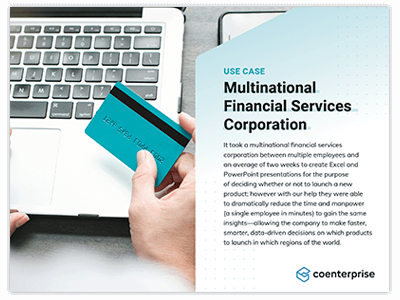 USE CASE
Multinational
Financial Services
Corporation
It took a multinational financial services
corporation between multiple employees and
an average of two weeks to create Excel and
PowerPoint presentations for the purpose
of deciding whether or not to launch a new
product; however with our help they were able
to dramatically reduce the time and manpower
(a single employee in minutes) to gain the same
insights—allowing the company to make faster,
smarter, data-driven decisions on which products
to launch in which regions of the world.
coenterprise